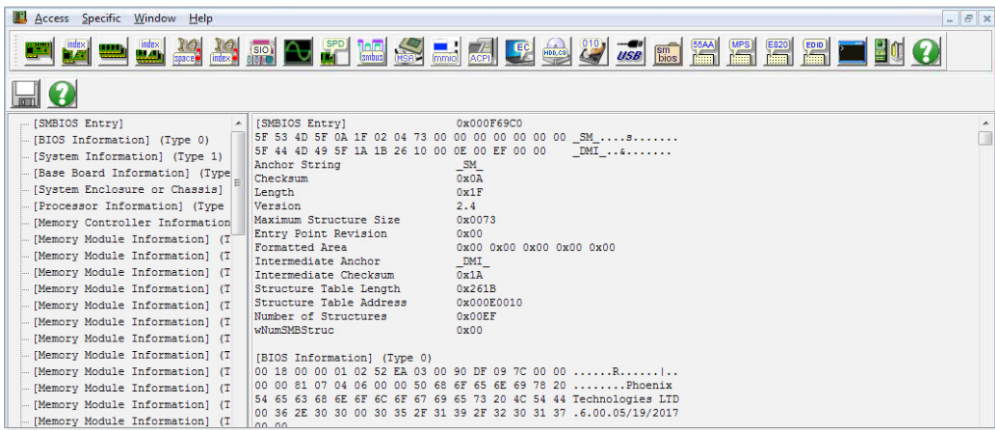 Access Specific Window Help
index
index
space
index
SIO
SPD
smbus
MSR
mmio
ACPI
EC
HDD,CD
010
USB
sm
bios
55AA
MPS
E820
EDID
[SMBIOS Entry]
[BIOS Information] (Type 0)
[System Information] (Type 1)
[Base Board Information] (Type
[System Enclosure or Chassis]
[Processor Information] (Type
[Memory Controller Information
[Memory Module Information] (T
[Memory Module Information] (T
[Memory Module Information] (T
[Memory Module Information] (T
[Memory Module Information] (T
[Memory Module Information] (T
[Memory Module Information] (T
[Memory Module Information] (T
[Memory Module Information] (T
[Memory Module Information] (T
[Memory Module Information] (T
[Memory Module Information] (T
[SMBIOS Entry] 0x000F69C0
5F 53 4D 5F 0A 1F 02 04 73 00 00 00 00 00 00 00 _SM_....s.......
5F 44 4D 49 5F 1A 1B 26 10 00 0E 00 EF 00 00 _DMI_..&.......
Anchor String _SM_
Checksum 0x0A
Length 0x1F
Version 2.4
Maximum Structure Size 0x0073
Entry Point Revision 0x00
Formatted Area 0x00 0x00 0x00 0x00 0x00
Intermediate Anchor _DMI_
Intermediate Checksum 0x1A
Structure Table Length 0x261B
Structure Table Address 0x000E0010
Number of Structures 0x00EF
wNumSMBStruc 0x00
[BIOS Information] (Type 0)
00 18 00 00 01 02 52 EA 03 00 90 DF 09 7C 00 00 ......R......|..
00 00 81 07 04 06 00 00 50 68 6F 65 6E 69 78 20 ........Phoenix
54 65 63 68 6E 6F 6C 6F 67 69 65 73 20 4C 54 44 Technologies LTD
00 36 2E 30 30 00 30 35 2F 31 39 2F 32 30 31 37 .6.00.05/19/2017
00 00